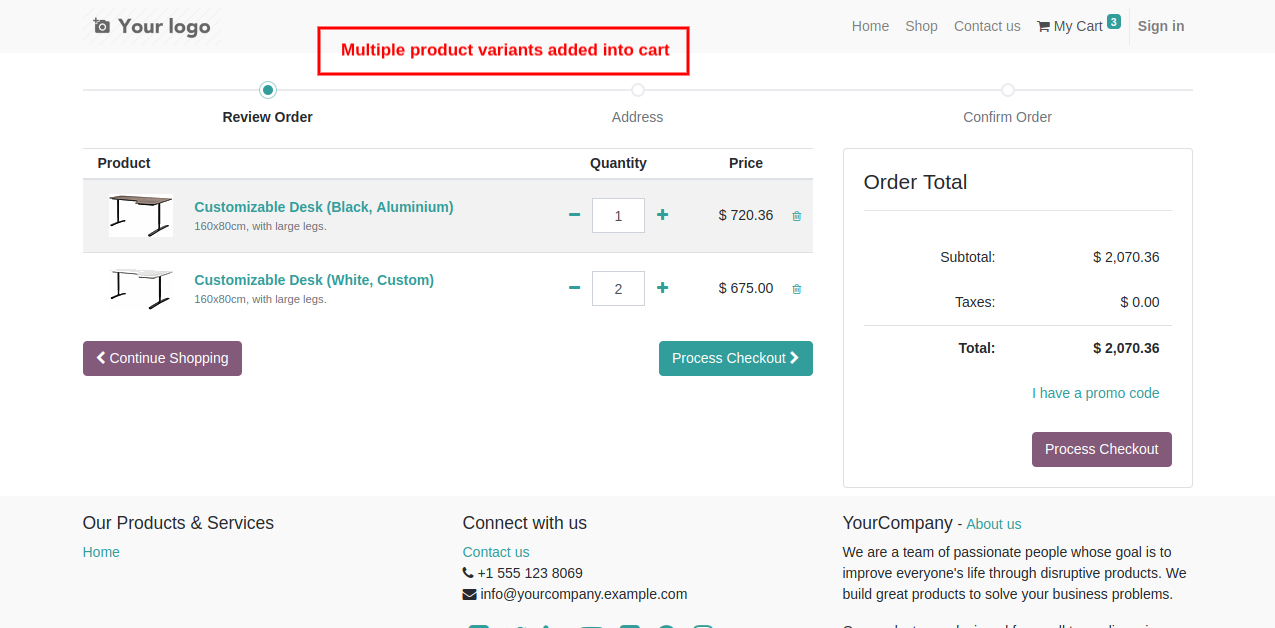 Your logo
Home Shop Contact us My Cart 3 Sign in
Multiple product variants added into cart
Review Order Address Confirm Order
Product Quantity Price
Customizable Desk (Black, Aluminium)
160x80cm, with large legs.
1 $ 720.36
Customizable Desk (White, Custom)
160x80cm, with large legs.
2 $ 675.00
Continue Shopping Process Checkout
Order Total
Subtotal: $ 2,070.36
Taxes: $ 0.00
Total: $ 2,070.36
I have a promo code
Process Checkout
Our Products & Services
Home
Connect with us
Contact us
+1 555 123 8069
info@yourcompany.example.com
YourCompany - About us
We are a team of passionate people whose goal is to
improve everyone's life through disruptive products. We
build great products to solve your business problems.